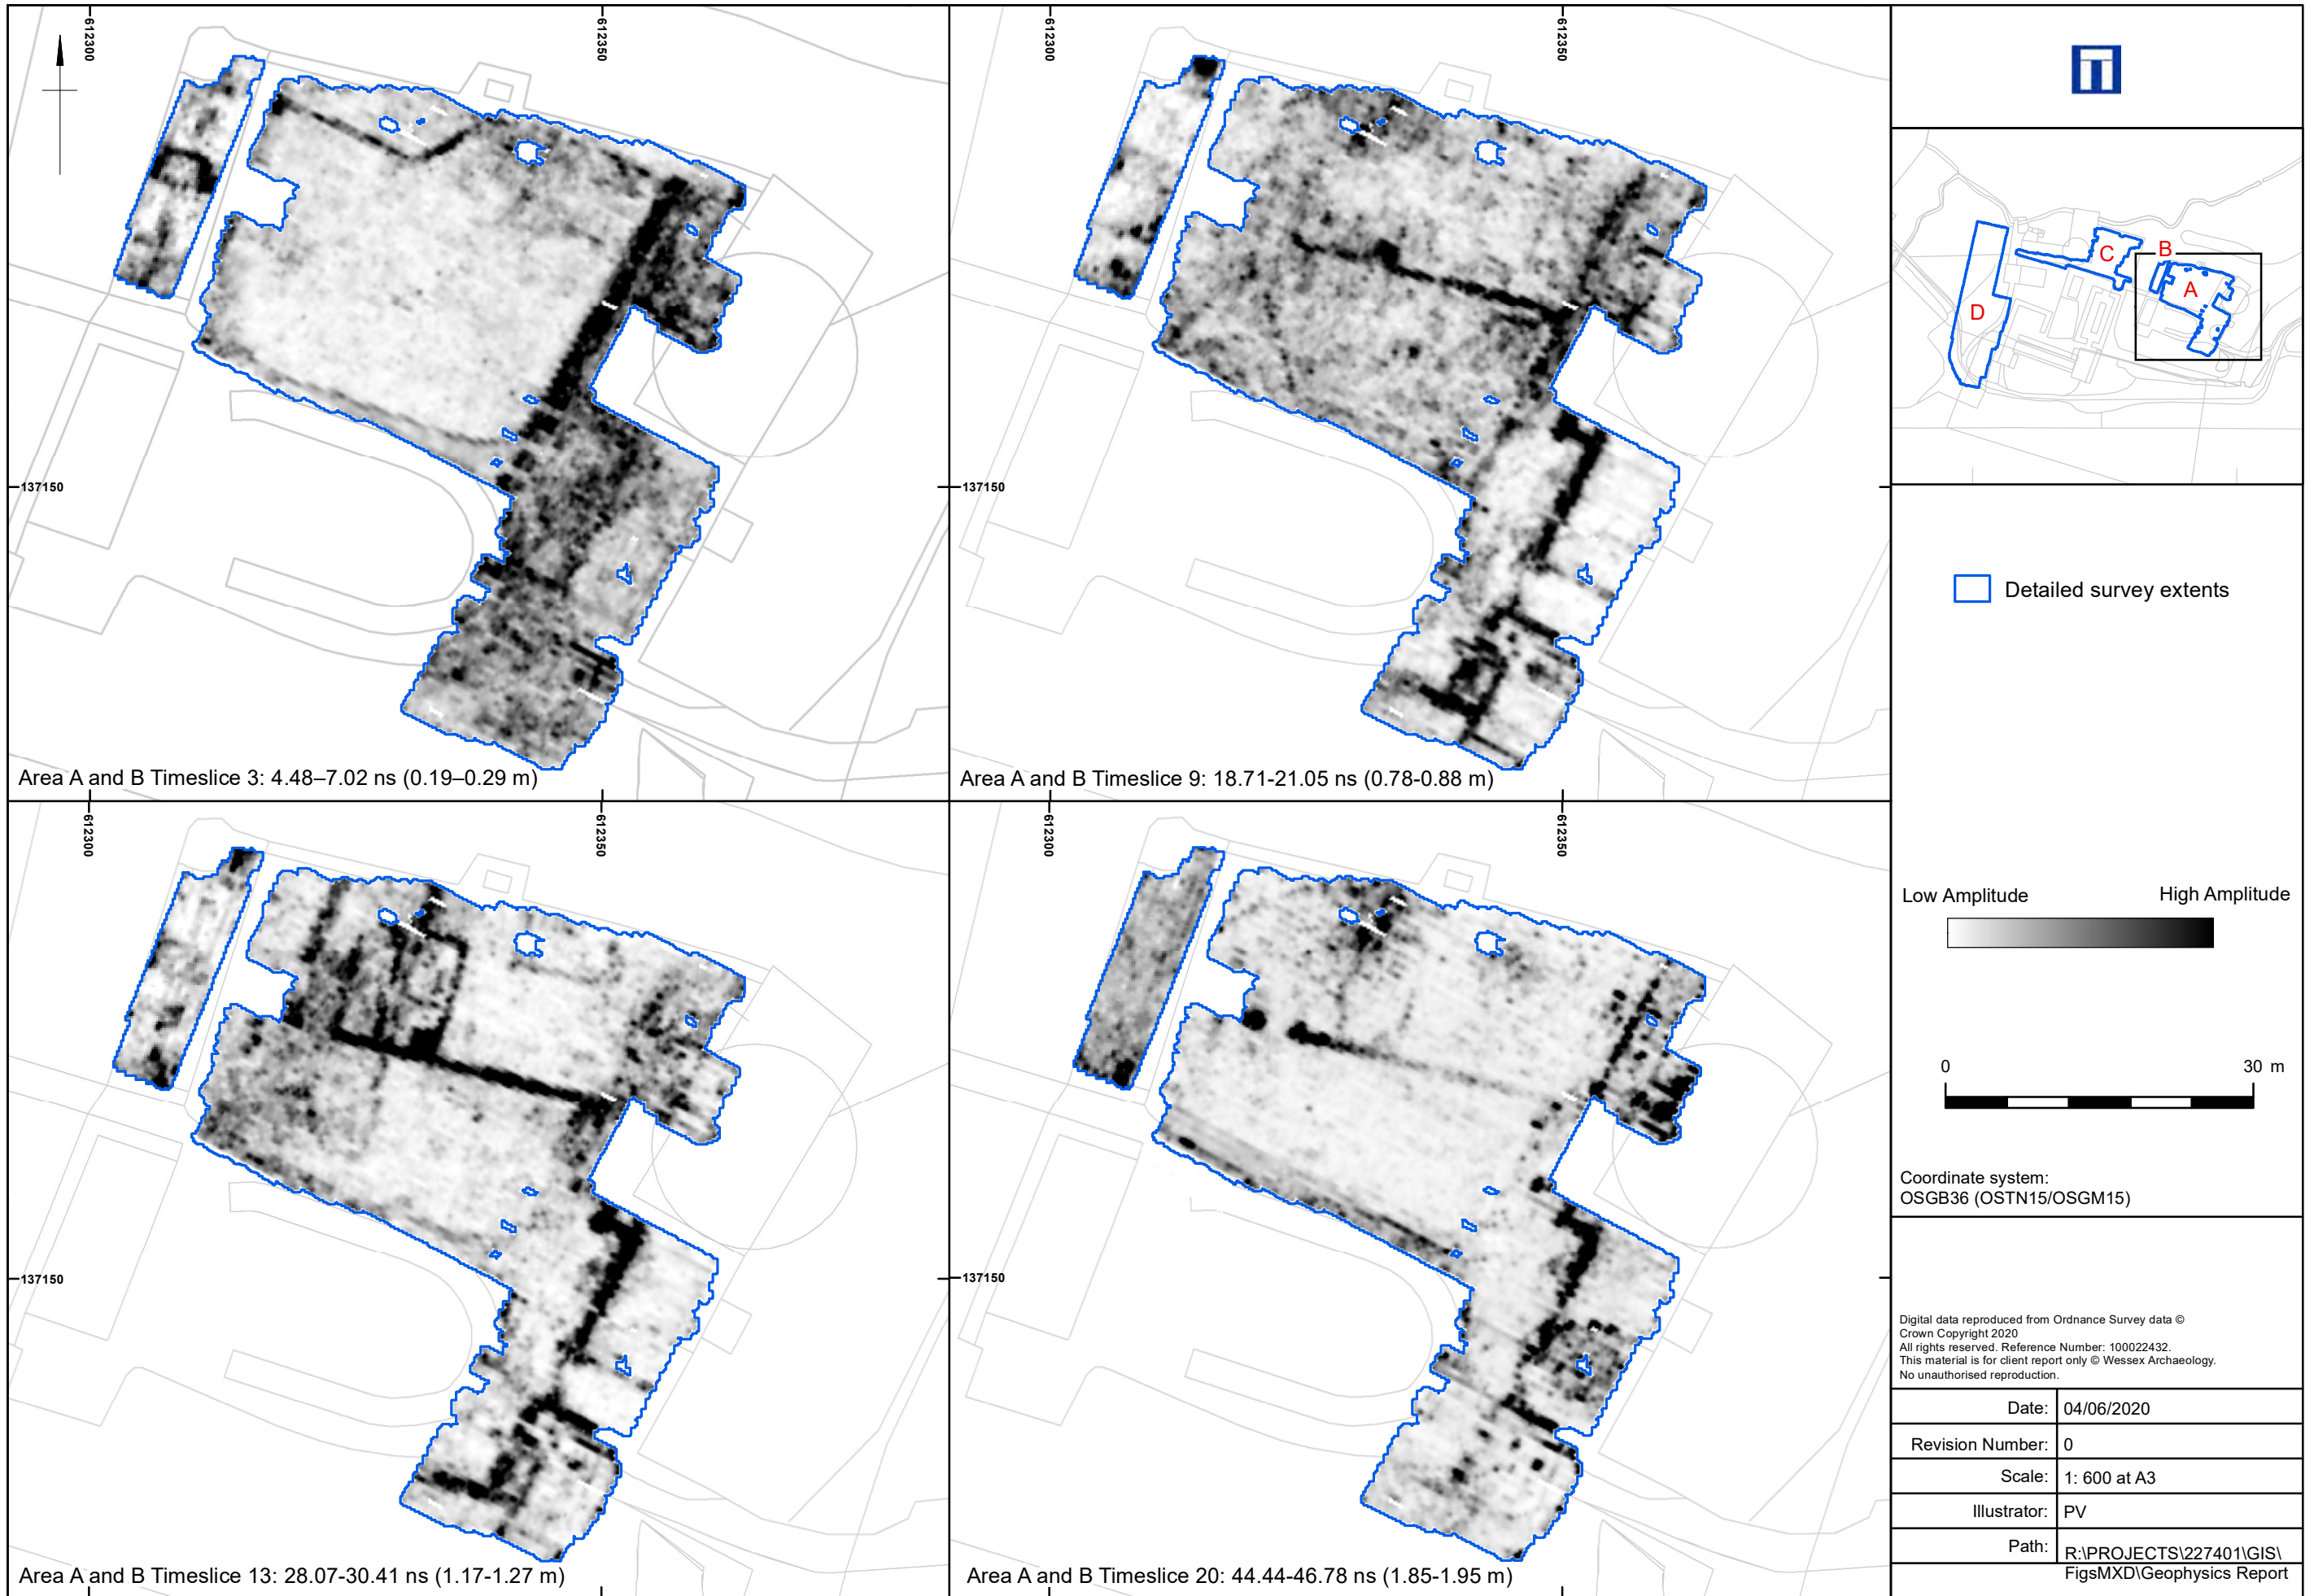 612300
612350
137150
Area A and B Timeslice 3: 4.48–7.02 ns (0.19–0.29 m)
612300
612350
137150
Area A and B Timeslice 9: 18.71-21.05 ns (0.78-0.88 m)
612300
612350
137150
Area A and B Timeslice 13: 28.07-30.41 ns (1.17-1.27 m)
612300
612350
137150
Area A and B Timeslice 20: 44.44-46.78 ns (1.85-1.95 m)
B
C
A
D
Detailed survey extents
Low Amplitude High Amplitude
0 30 m
Coordinate system:
OSGB36 (OSTN15/OSGM15)
Digital data reproduced from Ordnance Survey data ©
Crown Copyright 2020
All rights reserved. Reference Number: 100022432.
This material is for client report only © Wessex Archaeology.
No unauthorised reproduction.
Date: 04/06/2020
Revision Number: 0
Scale: 1: 600 at A3
Illustrator: PV
Path: R:\PROJECTS\227401\GIS\
FigsMXD\Geophysics Report